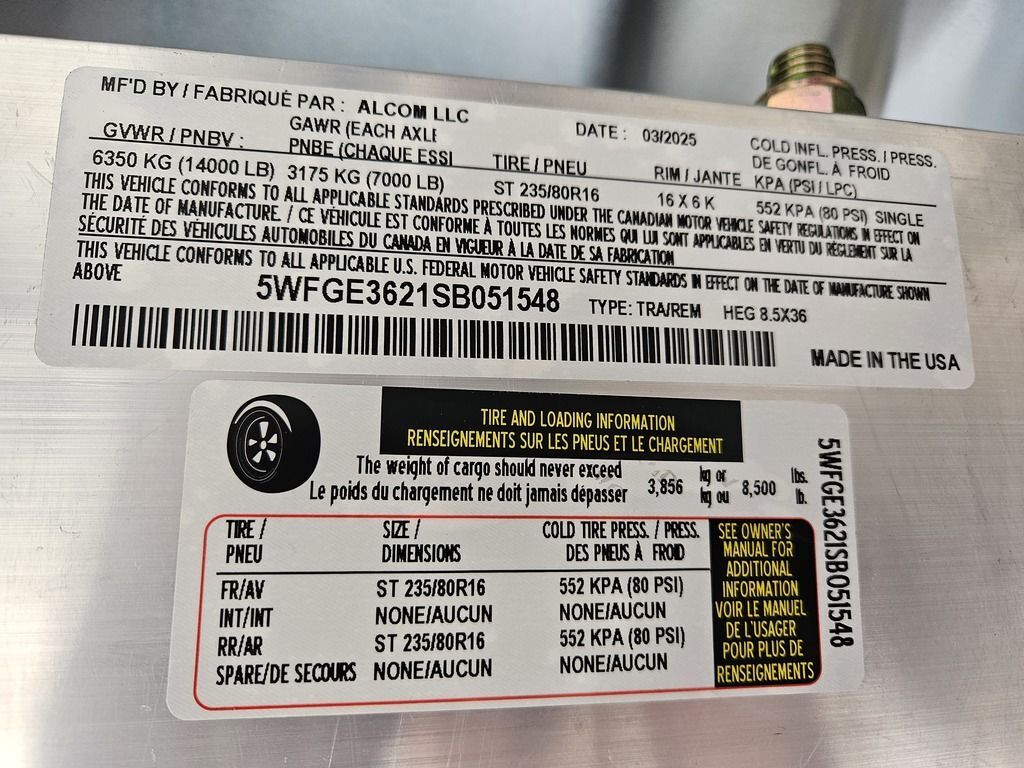 MF'D BY / FABRIQUÉ PAR : ALCOM LLC
DATE : 03/2025
GVWR / PNBV :
GAWR (EACH AXLE
PNBE (CHAQUE ESSI
TIRE / PNEU
RIM / JANTE
COLD INFL. PRESS. / PRESS.
DE GONFL. À FROID
KPA (PSI / LPC)
6350 KG (14000 LB) 3175 KG (7000 LB) ST 235/80R16 16 X 6 K 552 KPA (80 PSI) SINGLE
THIS VEHICLE CONFORMS TO ALL APPLICABLE STANDARDS PRESCRIBED UNDER THE CANADIAN MOTOR VEHICLE SAFETY REGULATIONS IN EFFECT ON
THE DATE OF MANUFACTURE. / CE VÉHICULE EST CONFORME À TOUTES LES NORMES QUI LUI SONT APPLICABLES EN VERTU DU RÈGLEMENT SUR LA
SÉCURITÉ DES VÉHICULES AUTOMOBILES DU CANADA EN VIGUEUR À LA DATE DE SA FABRICATION
THIS VEHICLE CONFORMS TO ALL APPLICABLE U.S. FEDERAL MOTOR VEHICLE SAFETY STANDARDS IN EFFECT ON THE DATE OF MANUFACTURE SHOWN
ABOVE
5WFGE3621SB051548 TYPE: TRA/REM HEG 8.5X36
MADE IN THE USA
TIRE AND LOADING INFORMATION
RENSEIGNEMENTS SUR LES PNEUS ET LE CHARGEMENT
The weight of cargo should never exceed
Le poids du chargement ne doit jamais dépasser
3,856
kg or
kg ou
8,500
lbs.
lb.
TIRE /
PNEU
SIZE /
DIMENSIONS
COLD TIRE PRESS. / PRESS.
DES PNEUS À FROID
FR/AV ST 235/80R16 552 KPA (80 PSI)
INT/INT NONE/AUCUN NONE/AUCUN
RR/AR ST 235/80R16 552 KPA (80 PSI)
SPARE/DE SECOURS NONE/AUCUN NONE/AUCUN
SEE OWNER'S
MANUAL FOR
ADDITIONAL
INFORMATION
VOIR LE MANUEL
DE L'USAGER
POUR PLUS DE
RENSEIGNEMENTS
5WFGE3621SB051548